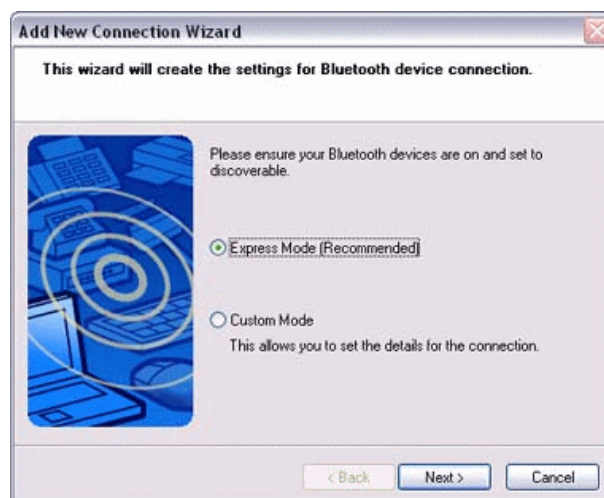 Add New Connection Wizard
This wizard will create the settings for Bluetooth device connection.
Please ensure your Bluetooth devices are on and set to
discoverable.
Express Mode (Recommended)
Custom Mode
This allows you to set the details for the connection.
< Back
Next >
Cancel